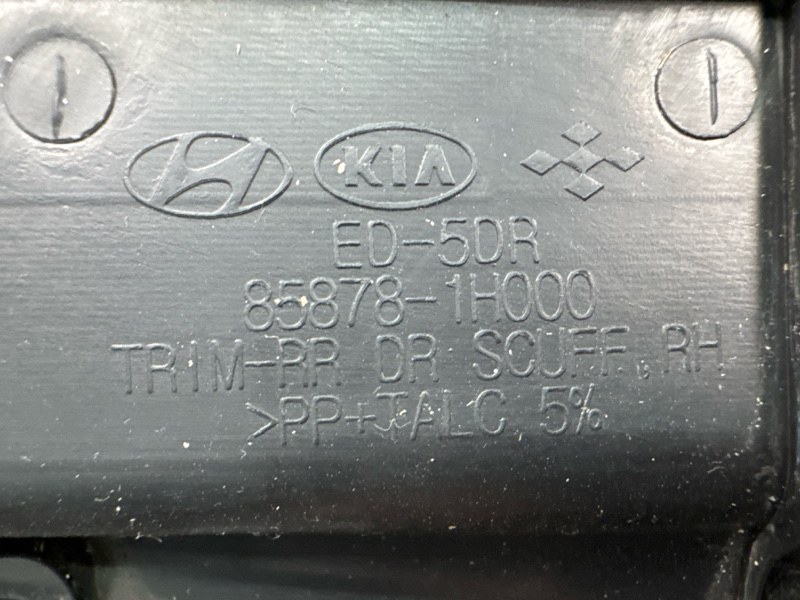 KIA
ED-5DR
85878-1H000
TRIM-RR DR SCUFF,RH
>PP+TALC 5%